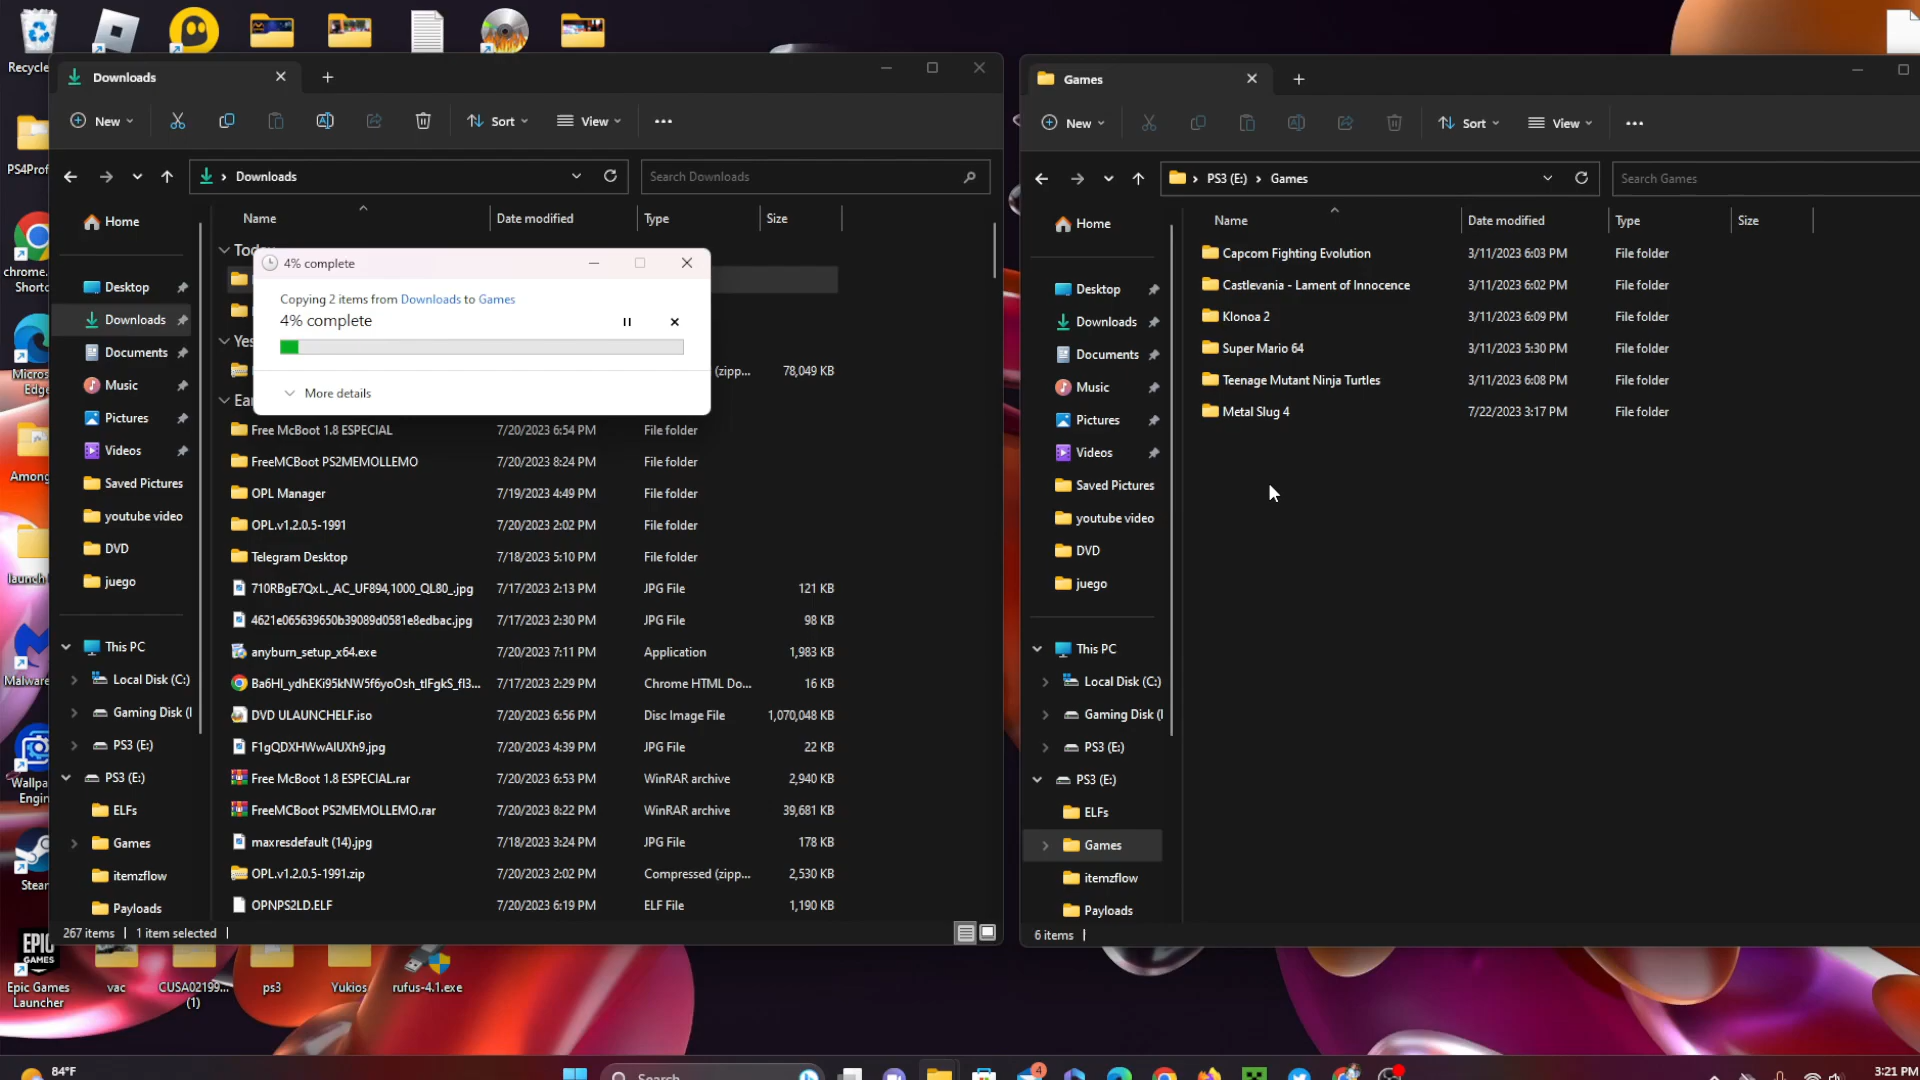 Recycle
PS4Prof
chrome.
Shortc
Micros
Edge
Among
launch
Malware
Wallpa
Engin
Stear
EPIC
GAMES
Epic Games
Launcher
vac
CUSA02199...
(1)
ps3
Yukios
rufus-4.1.exe
Downloads
New
Sort
View
Downloads
Search Downloads
Name
Date modified
Type
Size
Home
Desktop
Downloads
Documents
Music
Pictures
Videos
Saved Pictures
youtube video
DVD
juego
This PC
Local Disk (C:)
Gaming Disk (
PS3 (E:)
PS3 (E:)
ELFs
Games
itemzflow
Payloads
4% complete
Copying 2 items from Downloads to Games
4% complete
More details
(zipp... 78,049 KB
Free McBoot 1.8 ESPECIAL 7/20/2023 6:54 PM File folder
FreeMCBoot PS2MEMOLLEMO 7/20/2023 8:24 PM File folder
OPL Manager 7/19/2023 4:49 PM File folder
OPL.v1.2.0.5-1991 7/20/2023 2:02 PM File folder
Telegram Desktop 7/18/2023 5:10 PM File folder
710RBgE7QxL._AC_UF894,1000_QL80_.jpg 7/17/2023 2:13 PM JPG File 121 KB
4621e065639650b39089d0581e8edbac.jpg 7/17/2023 2:30 PM JPG File 98 KB
anyburn_setup_x64.exe 7/20/2023 7:11 PM Application 1,983 KB
7/17/2023 2:29 PM Chrome HTML Do... 16 KB
DVD ULAUNCHELF.iso 7/20/2023 6:56 PM Disc Image File 1,070,048 KB
7/20/2023 4:39 PM JPG File 22 KB
Free McBoot 1.8 ESPECIAL.rar 7/20/2023 6:53 PM WinRAR archive 2,940 KB
FreeMCBoot PS2MEMOLLEMO.rar 7/20/2023 8:22 PM WinRAR archive 39,681 KB
maxresdefault (14).jpg 7/18/2023 3:24 PM JPG File 178 KB
OPL.v1.2.0.5-1991.zip 7/20/2023 2:02 PM Compressed (zipp... 2,530 KB
OPNPS2LD.ELF 7/20/2023 6:19 PM ELF File 1,190 KB
267 items 1 item selected
Games
New
Sort
View
PS3 (E:) Games
Search Games
Name
Date modified
Type
Size
Home
Desktop
Downloads
Documents
Music
Pictures
Videos
Saved Pictures
youtube video
DVD
juego
This PC
Local Disk (C:)
Gaming Disk (
PS3 (E:)
PS3 (E:)
ELFs
Games
itemzflow
Payloads
Capcom Fighting Evolution 3/11/2023 6:03 PM File folder
Castlevania - Lament of Innocence 3/11/2023 6:02 PM File folder
Klonoa 2 3/11/2023 6:09 PM File folder
Super Mario 64 3/11/2023 5:30 PM File folder
Teenage Mutant Ninja Turtles 3/11/2023 6:08 PM File folder
Metal Slug 4 7/22/2023 3:17 PM File folder
6 items
84°F
Search
4
3:21 PM